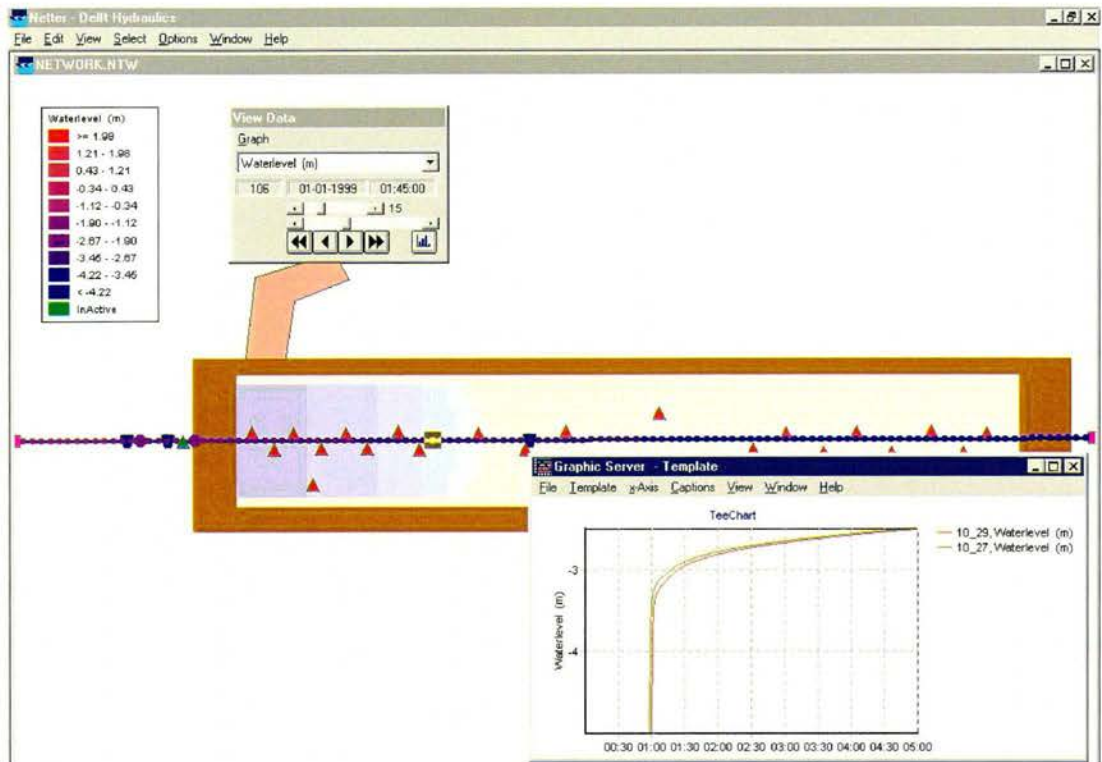 Netter - Delft Hydraulics
File Edit View Select Options Window Help
NETWORK.NTW
Waterlevel (m)
>= 1.98
1.21 - 1.98
0.43 - 1.21
-0.34 - 0.43
-1.12 - -0.34
-1.90 - -1.12
-2.67 - -1.90
-3.45 - -2.67
-4.22 - -3.45
< -4.22
InActive
View Data
Graph
Waterlevel (m)
106 01-01-1999 01:45:00
15
Graphic Server - Template
File Template x-Axis Captions View Window Help
TeeChart
10_29, Waterlevel (m)
10_27, Waterlevel (m)
Waterlevel (m)
-3
-4
00:30 01:00 01:30 02:00 02:30 03:00 03:30 04:00 04:30 05:00